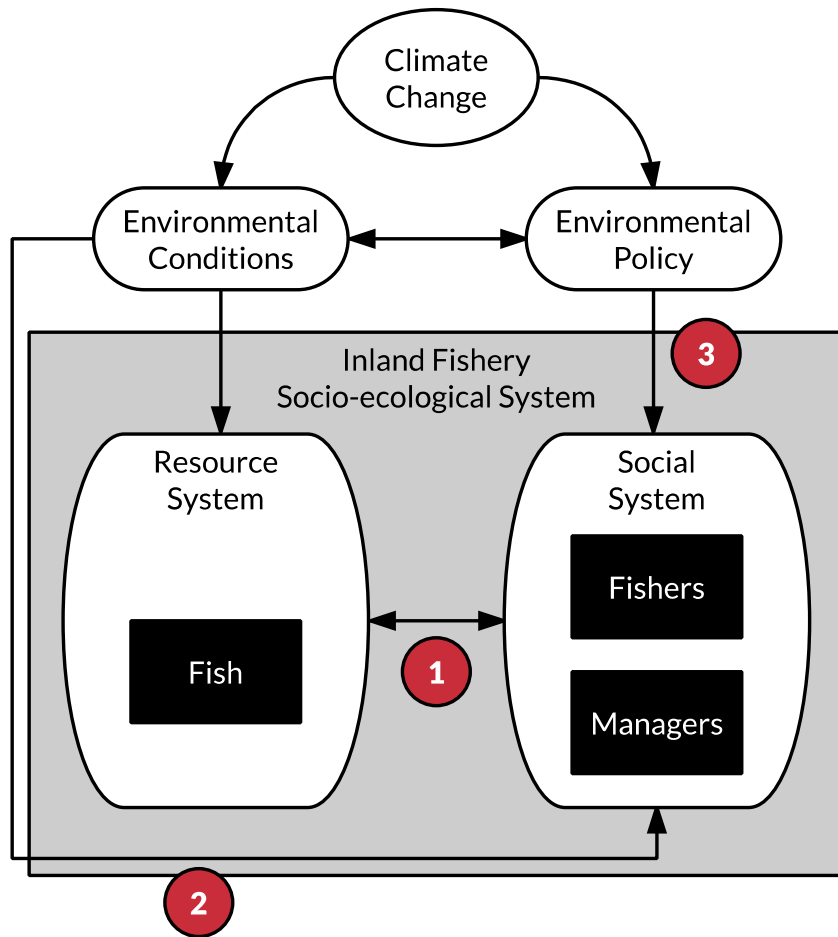 Climate
Change
Environmental
Conditions
Environmental
Policy
3
Inland Fishery
Socio-ecological System
Resource
System
Social
System
Fishers
Fish
1
Managers
2